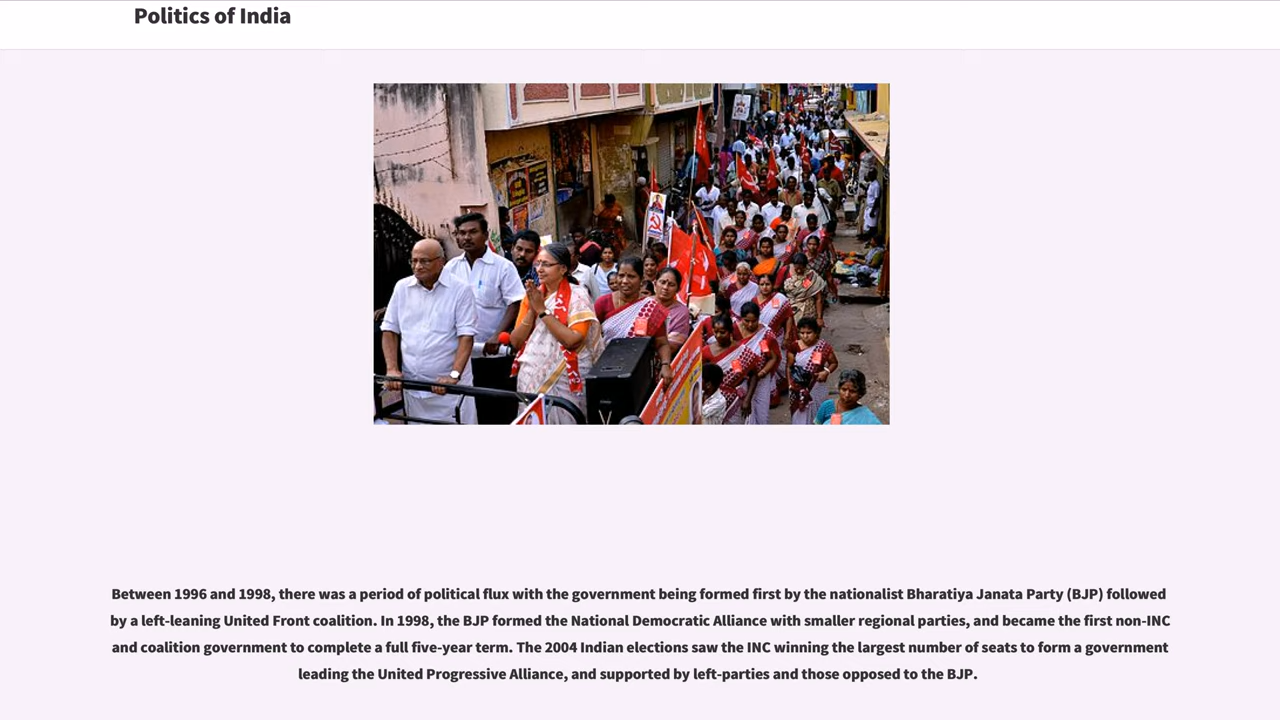 Politics of India
Between 1996 and 1998, there was a period of political flux with the government being formed first by the nationalist Bharatiya Janata Party (BJP) followed
by a left-leaning United Front coalition. In 1998, the BJP formed the National Democratic Alliance with smaller regional parties, and became the first non-INC
and coalition government to complete a full five-year term. The 2004 Indian elections saw the INC winning the largest number of seats to form a government
leading the United Progressive Alliance, and supported by left-parties and those opposed to the BJP.